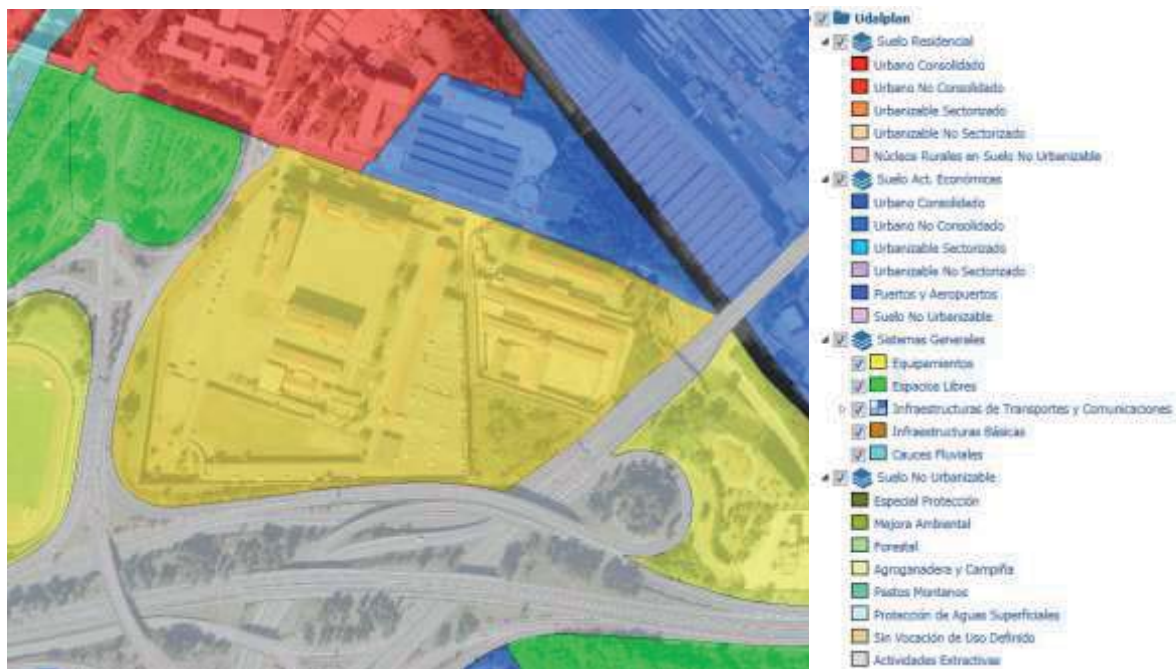 Udalplan
Suelo Residencial
Urbano Consolidado
Urbano No Consolidado
Urbanizable Sectorizado
Urbanizable No Sectorizado
Núcleos Rurales en Suelo No Urbanizable
Suelo Act. Económicas
Urbano Consolidado
Urbano No Consolidado
Urbanizable Sectorizado
Urbanizable No Sectorizado
Puertos y Aeropuertos
Suelo No Urbanizable
Sistemas Generales
Equipamientos
Espacios Libres
Infraestructuras de Transportes y Comunicaciones
Infraestructuras Básicas
Cauces Fluviales
Suelo No Urbanizable
Especial Protección
Mejora Ambiental
Forestal
Agroganadera y Campiña
Pastos Montanos
Protección de Aguas Superficiales
Sin Vocación de Uso Definido
Actividades Extractivas